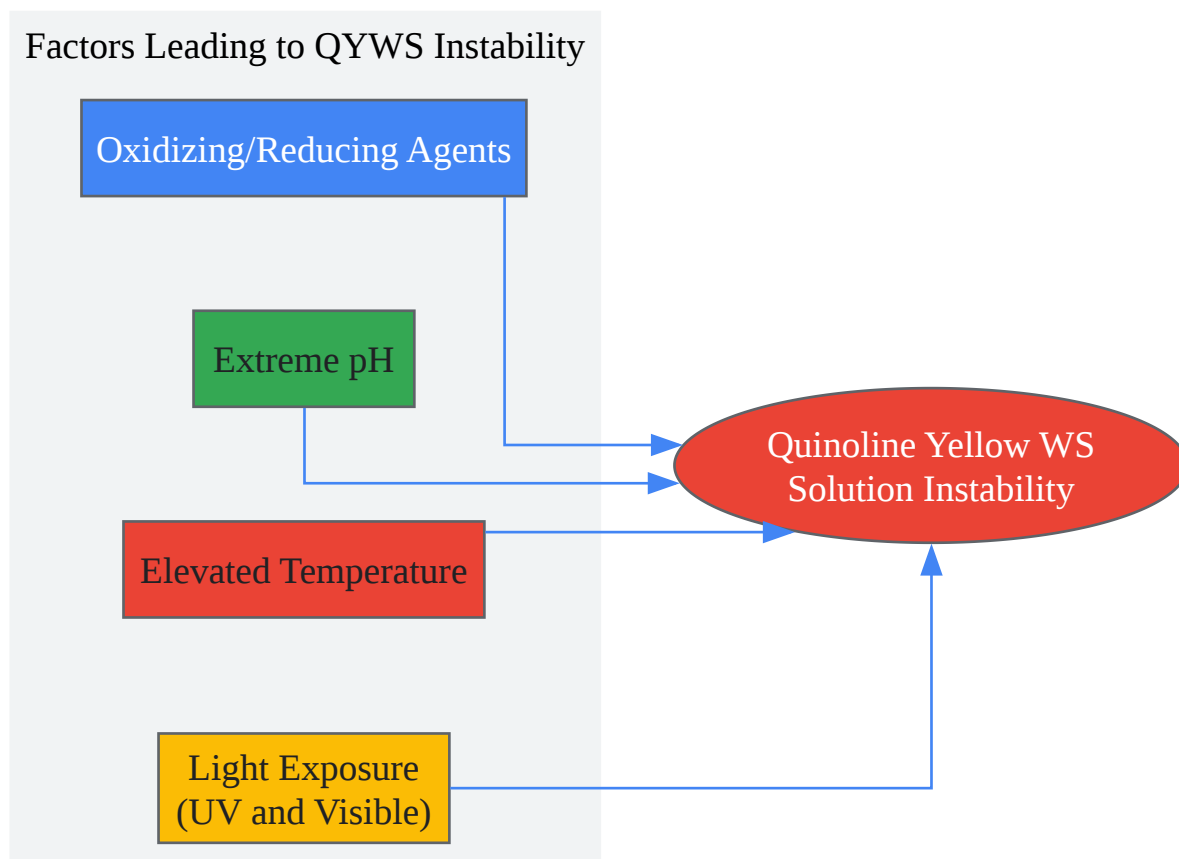 Factors Leading to QYWS Instability
Oxidizing/Reducing Agents
Extreme pH
Quinoline Yellow WS
Solution Instability
Elevated Temperature
Light Exposure
(UV and Visible)